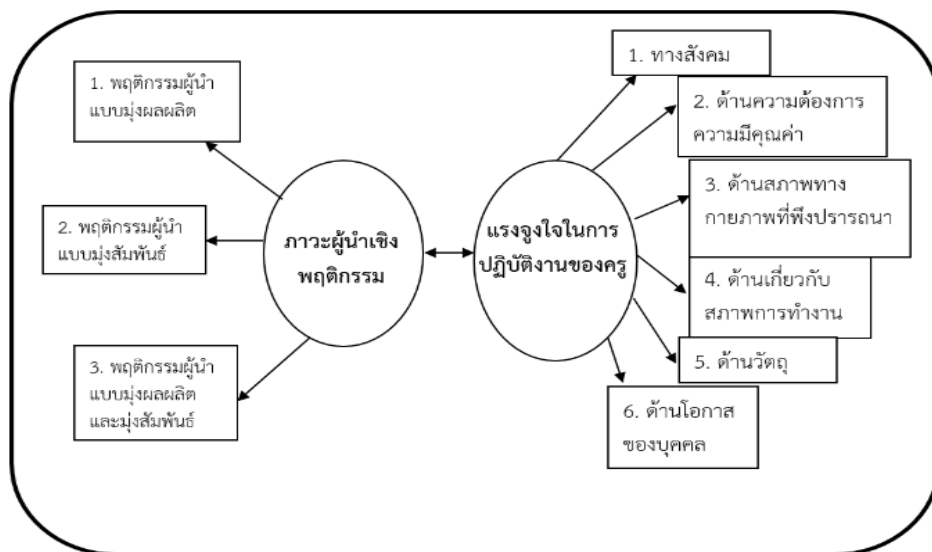 1. พฤติกรรมผู้นำ
แบบมุ่งผลผลิต
2. พฤติกรรมผู้นำ
แบบมุ่งสัมพันธ์
3. พฤติกรรมผู้นำ
แบบมุ่งผลผลิต
และมุ่งสัมพันธ์
ภาวะผู้นำเชิง
พฤติกรรม
แรงจูงใจในการ
ปฏิบัติงานของครู
1. ทางสังคม
2. ด้านความต้องการ
ความมีคุณค่า
3. ด้านสภาพทาง
กายภาพที่พึงปรารถนา
4. ด้านเกี่ยวกับ
สภาพการทำงาน
5. ด้านวัตถุ
6. ด้านโอกาส
ของบุคคล